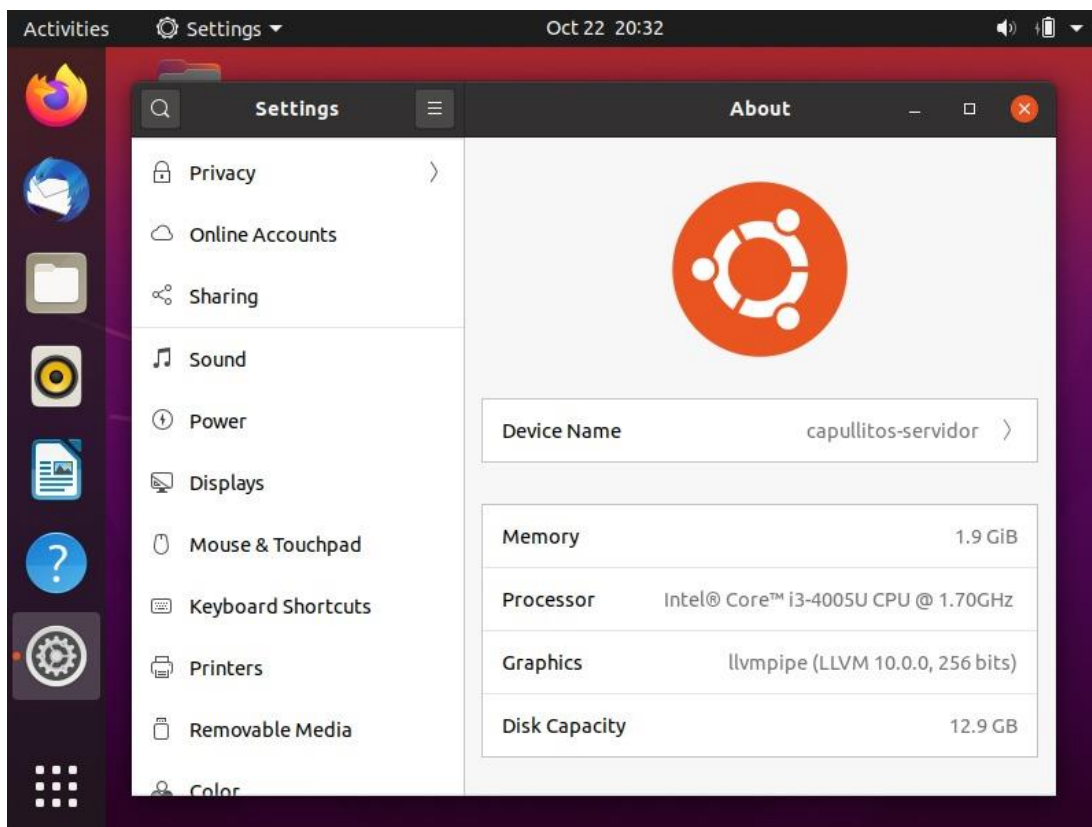 Activities Settings Oct 22 20:32
Settings About
Privacy
Online Accounts
Sharing
Sound
Power
Displays
Mouse & Touchpad
Keyboard Shortcuts
Printers
Removable Media
Color
Device Name capullitos-servidor
Memory 1.9 GiB
Processor Intel® Core™ i3-4005U CPU @ 1.70GHz
Graphics llvmpipe (LLVM 10.0.0, 256 bits)
Disk Capacity 12.9 GB